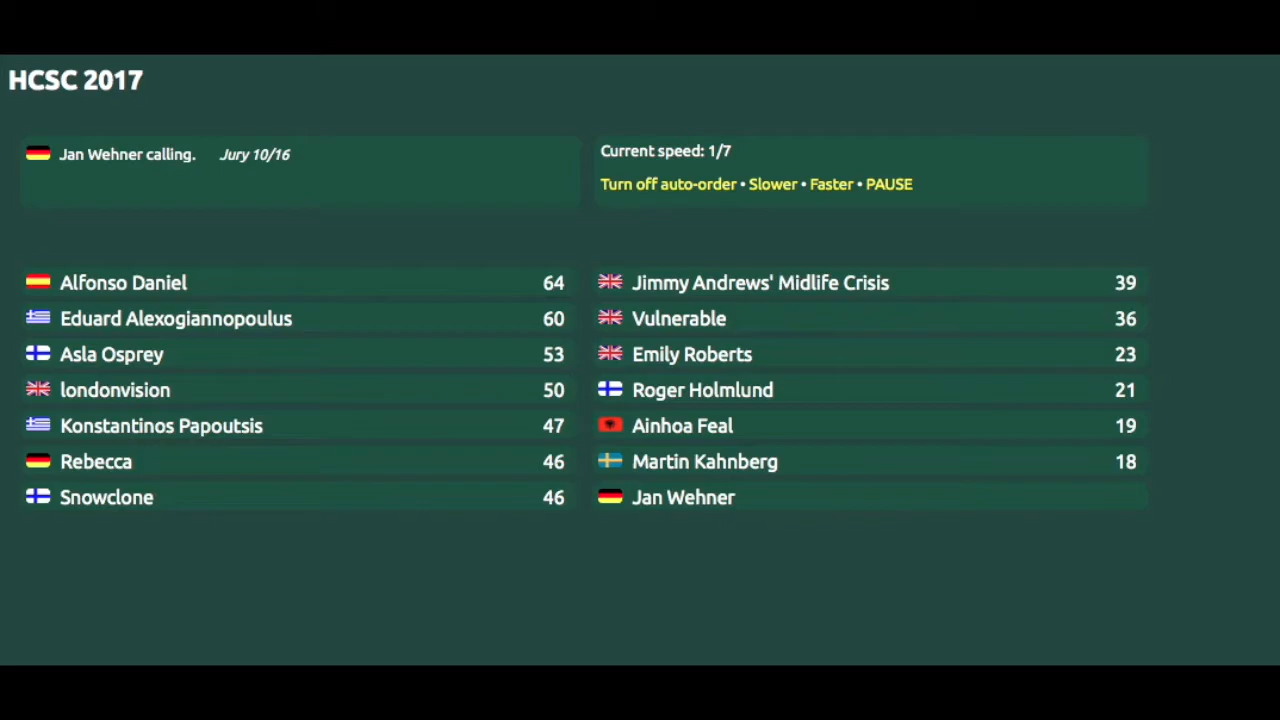 HCSC 2017
Jan Wehner calling. Jury 10/16
Current speed: 1/7
Turn off auto-order • Slower • Faster • PAUSE
Alfonso Daniel 64
Eduard Alexogiannopoulus 60
Asla Osprey 53
londonvision 50
Konstantinos Papoutsis 47
Rebecca 46
Snowclone 46
Jimmy Andrews' Midlife Crisis 39
Vulnerable 36
Emily Roberts 23
Roger Holmlund 21
Ainhoa Feal 19
Martin Kahnberg 18
Jan Wehner